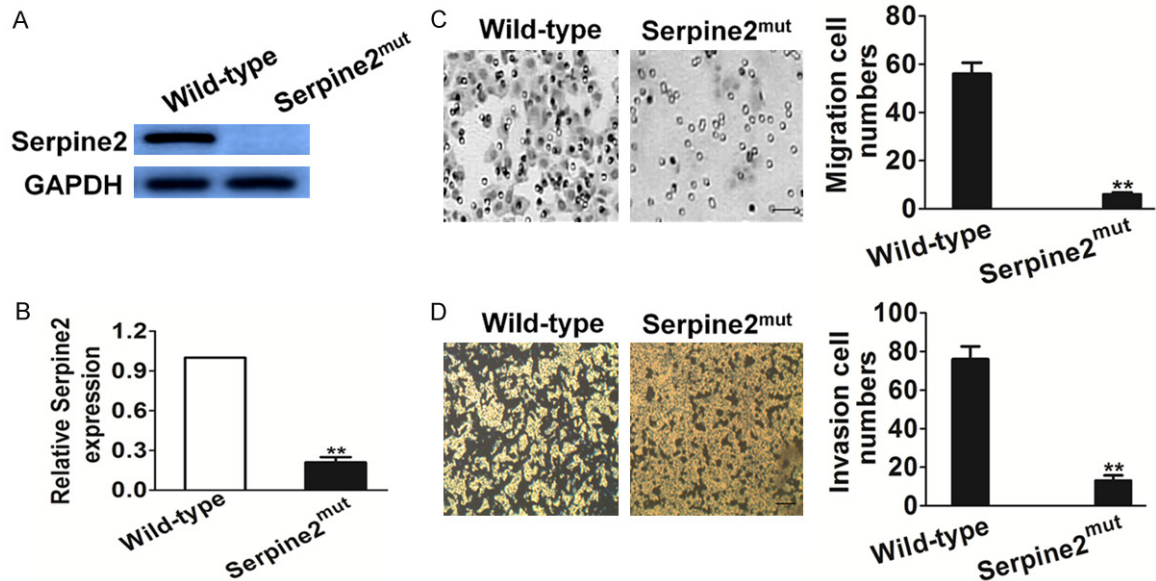 A
Wild-type
Serpine2mut
Serpine2
GAPDH
B
Relative Serpine2
expression
1.2
0.9
0.6
0.3
0.0
**
Wild-type
Serpine2mut
C
Wild-type
Serpine2mut
Migration cell
numbers
80
60
40
20
0
**
Wild-type
Serpine2mut
D
Wild-type
Serpine2mut
Invasion cell
numbers
100
80
60
40
20
0
**
Wild-type
Serpine2mut